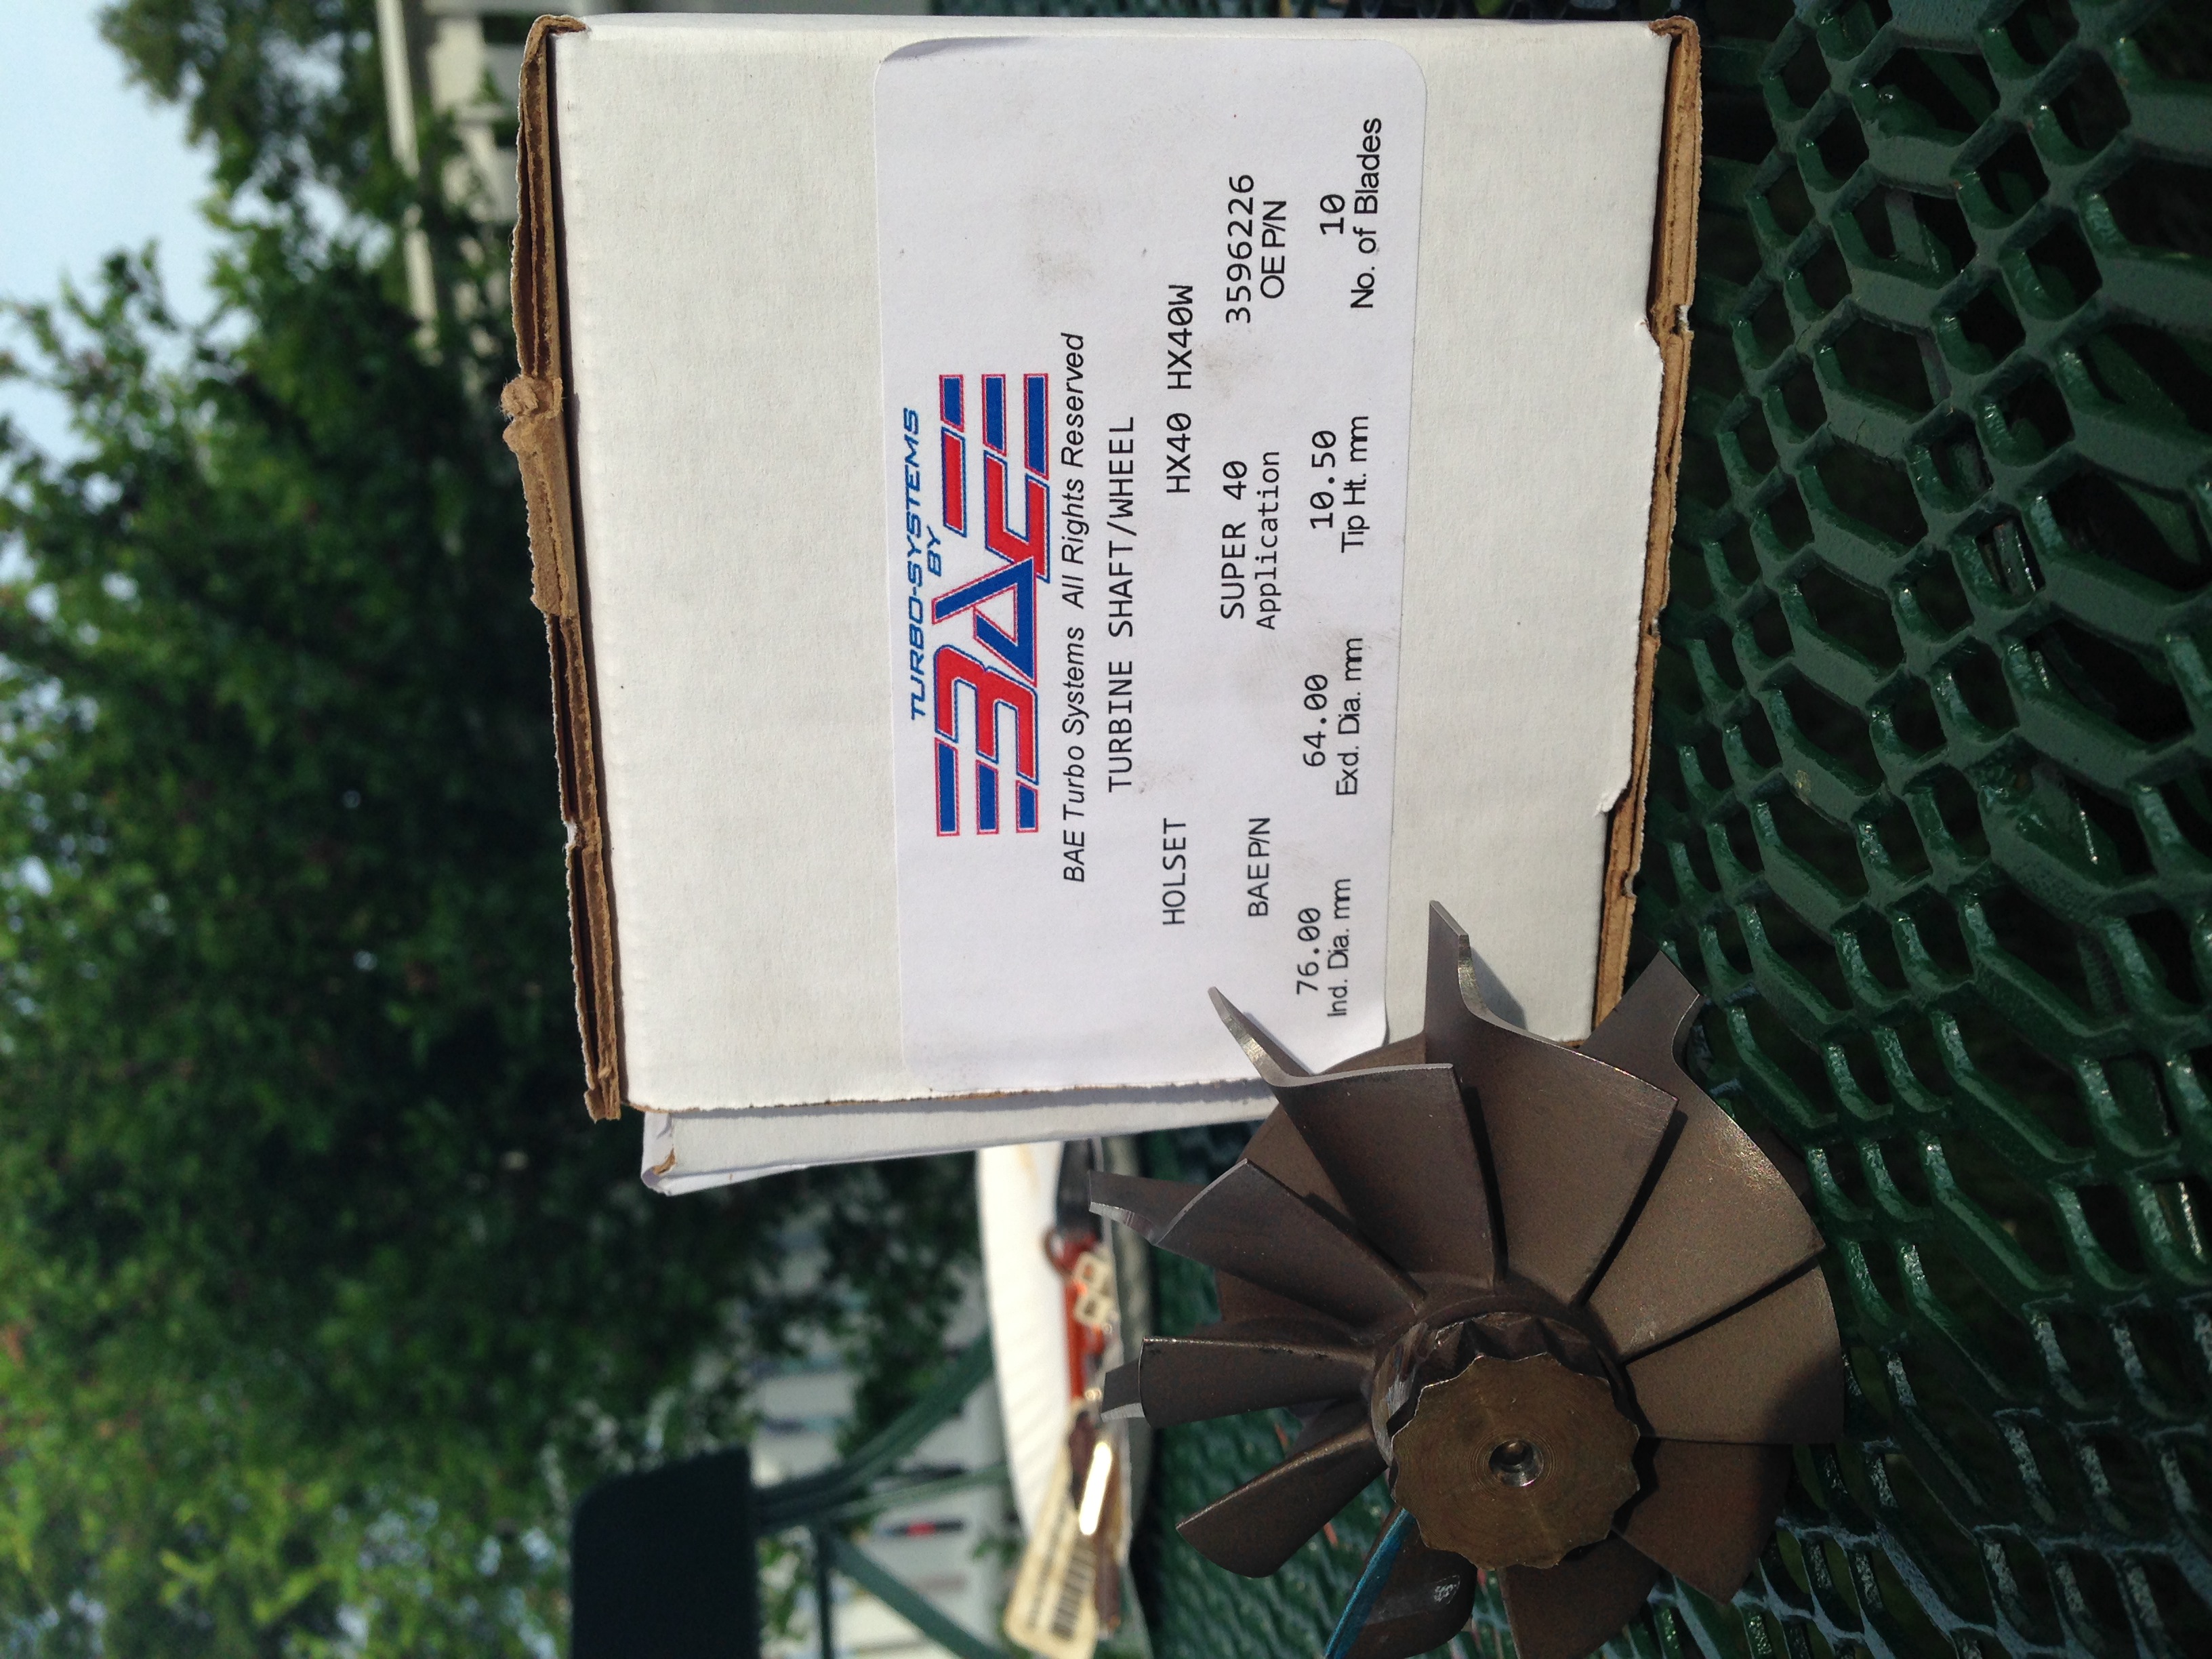 TURBO-SYSTEMS
BY
BAE
BAE Turbo Systems All Rights Reserved
TURBINE SHAFT/WHEEL
HOLSET HX40 HX40W
SUPER 40 3596226
BAE P/N Application OE P/N
76.00 64.00 10.50 10
Ind. Dia. mm Exd. Dia. mm Tip Ht. mm No. of Blades